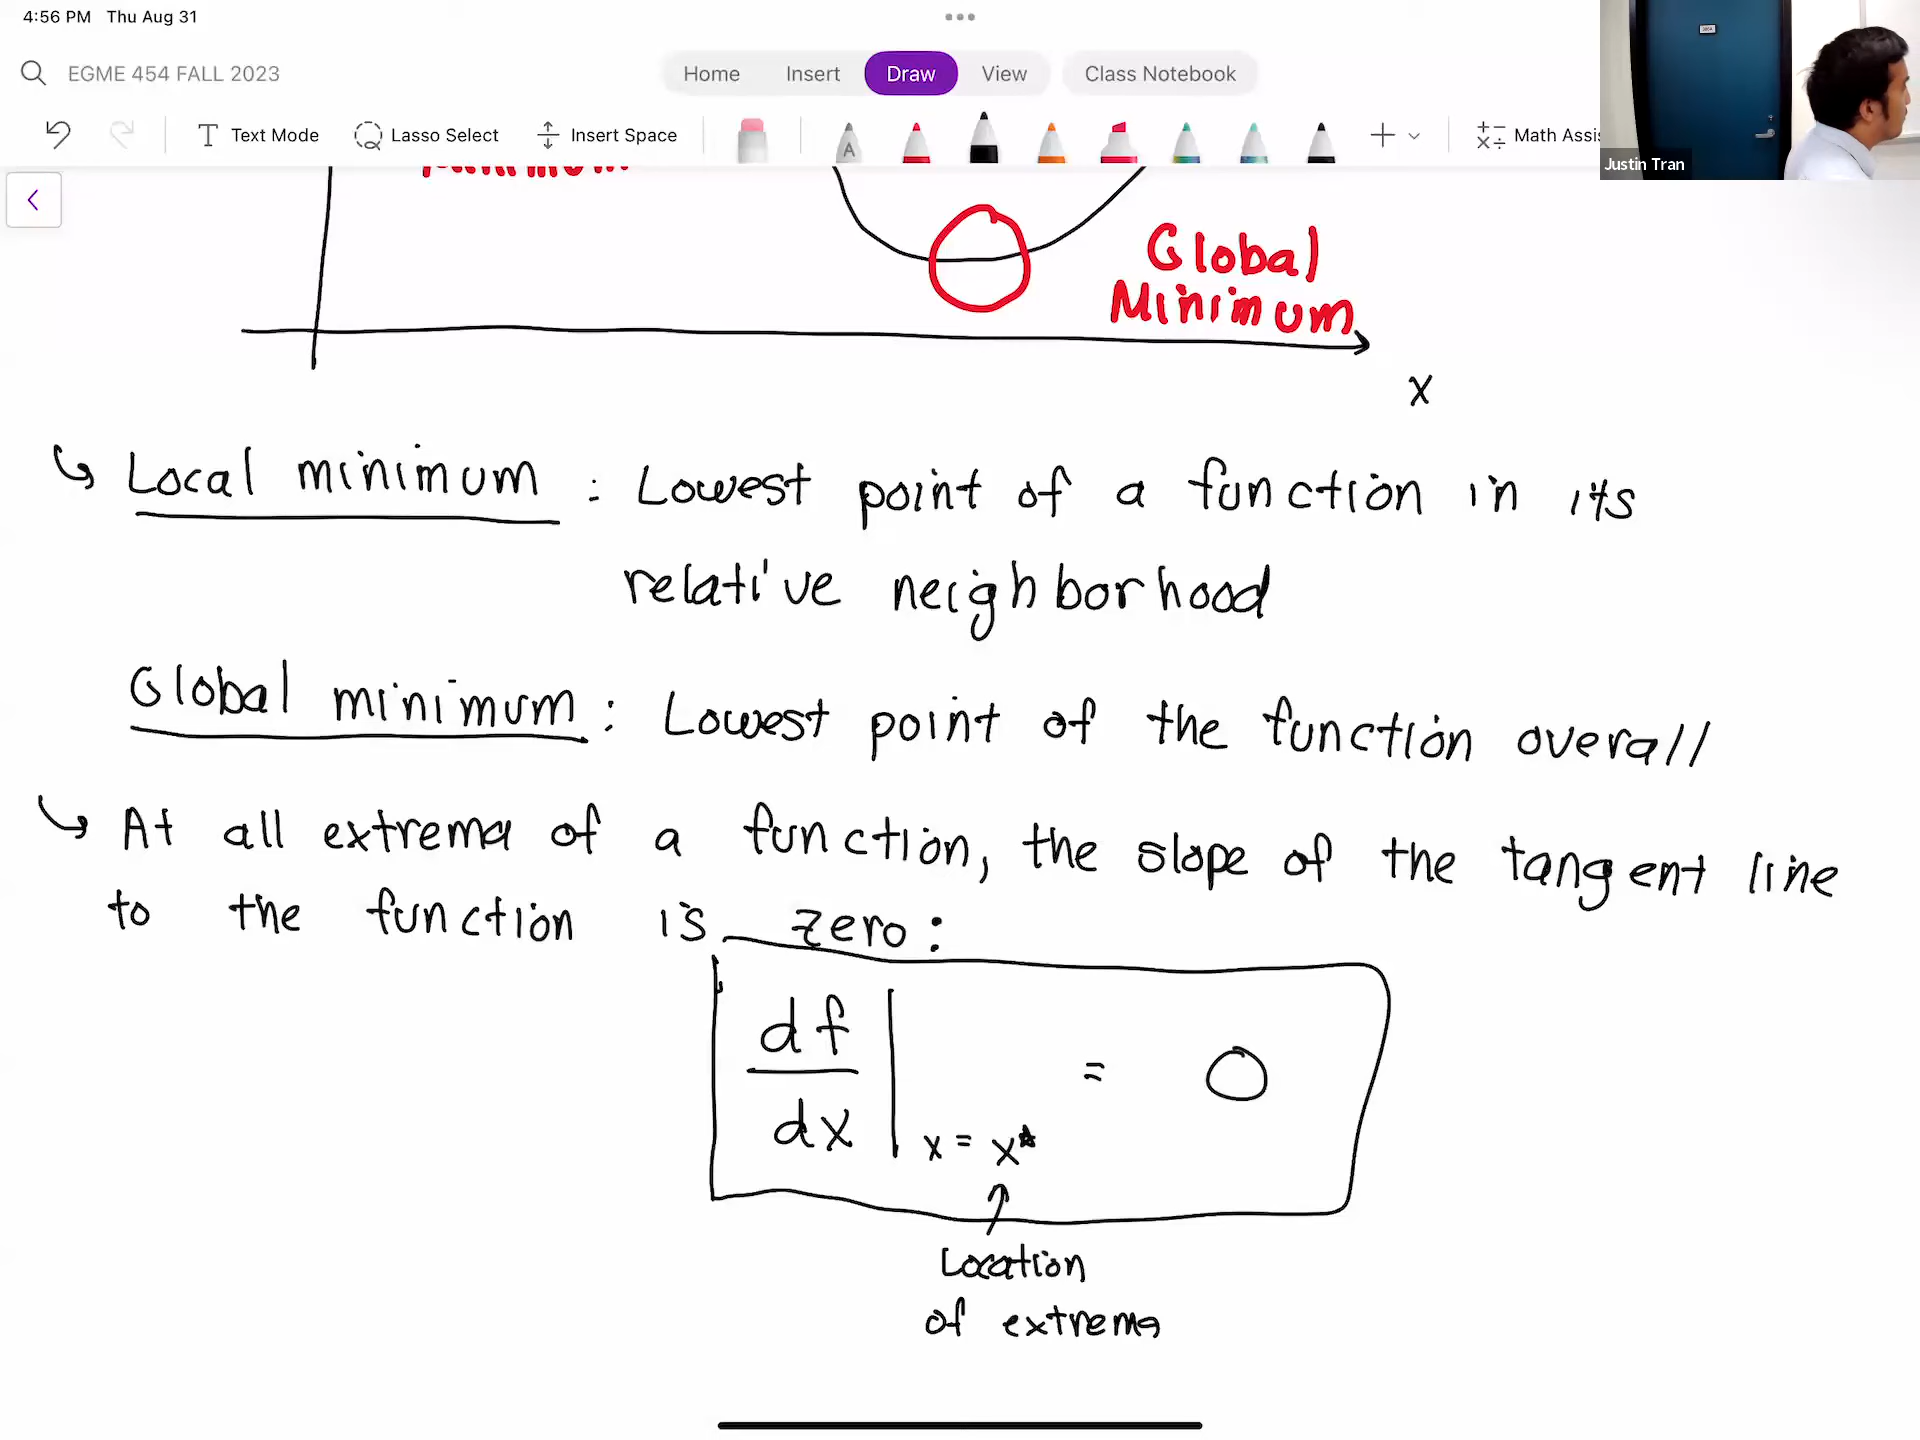 4:56 PM Thu Aug 31
EGME 454 FALL 2023
Home Insert Draw View Class Notebook
Text Mode Lasso Select Insert Space A Math Assis
Justin Tran
Global
Minimum
x
Local minimum : Lowest point of a function in its
relative neighborhood
Global minimum : Lowest point of the function overall
At all extrema of a function, the slope of the tangent line
to the function is zero :
df
dx
x = x* = 0
Location
of extrema